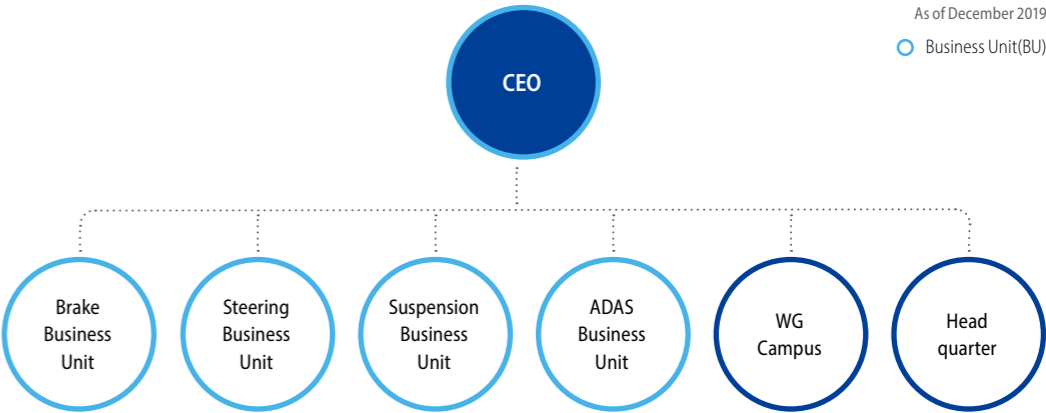 As of December 2019
Business Unit(BU)
CEO
Brake
Business
Unit
Steering
Business
Unit
Suspension
Business
Unit
ADAS
Business
Unit
WG
Campus
Head
quarter